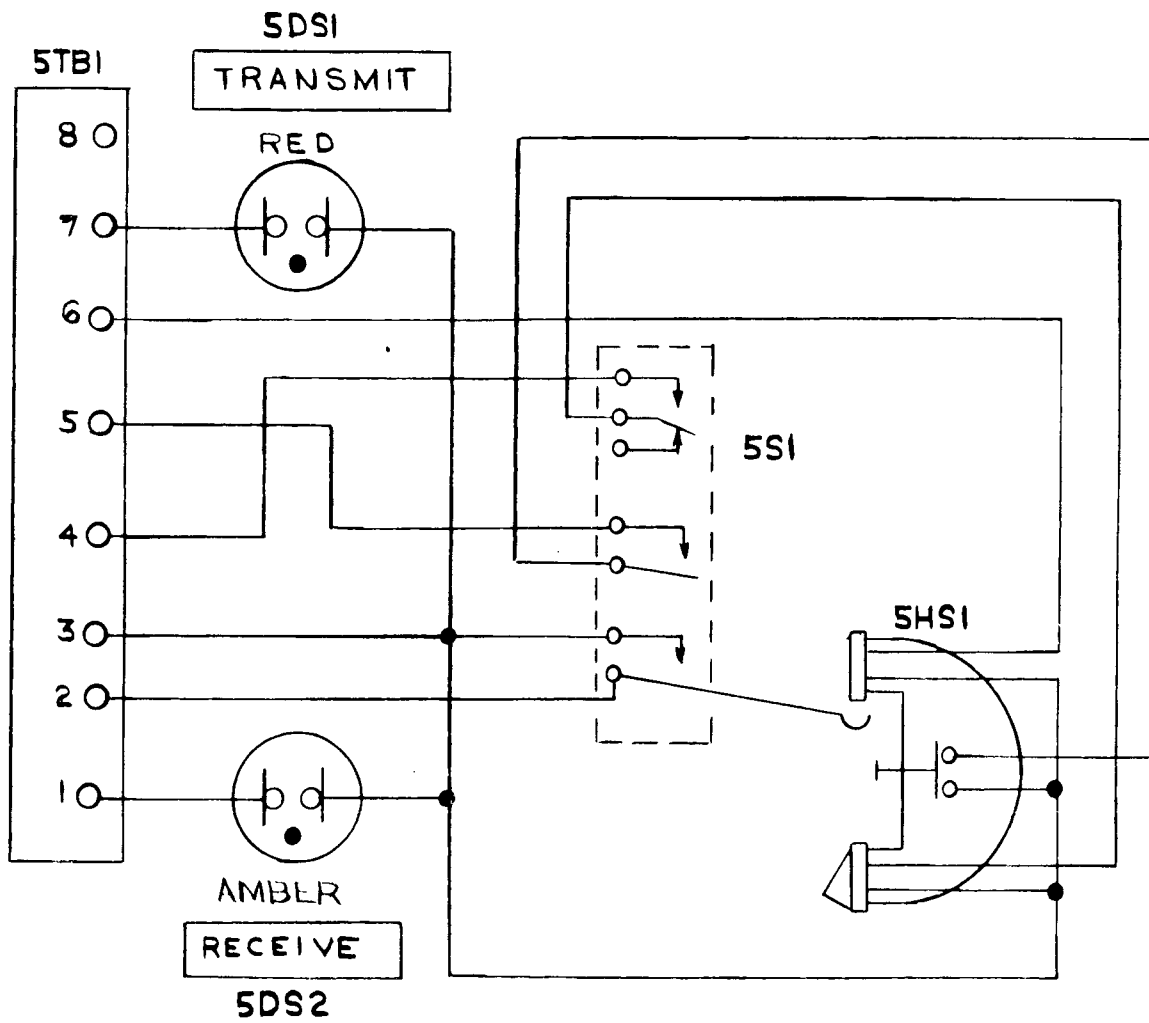 5DS1
5TB1
TRANSMIT
8
RED
7
6
5
5S1
4
3
5HS1
2
1
AMBER
RECEIVE
5DS2